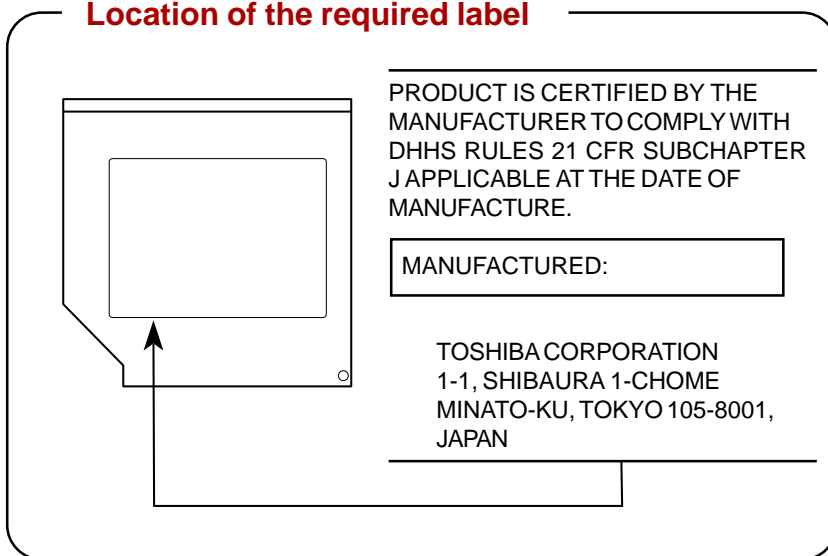 Location of the required label
PRODUCT IS CERTIFIED BY THE
MANUFACTURER TO COMPLY WITH
DHHS RULES 21 CFR SUBCHAPTER
J APPLICABLE AT THE DATE OF
MANUFACTURE.
MANUFACTURED:
TOSHIBA CORPORATION
1-1, SHIBAURA 1-CHOME
MINATO-KU, TOKYO 105-8001,
JAPAN